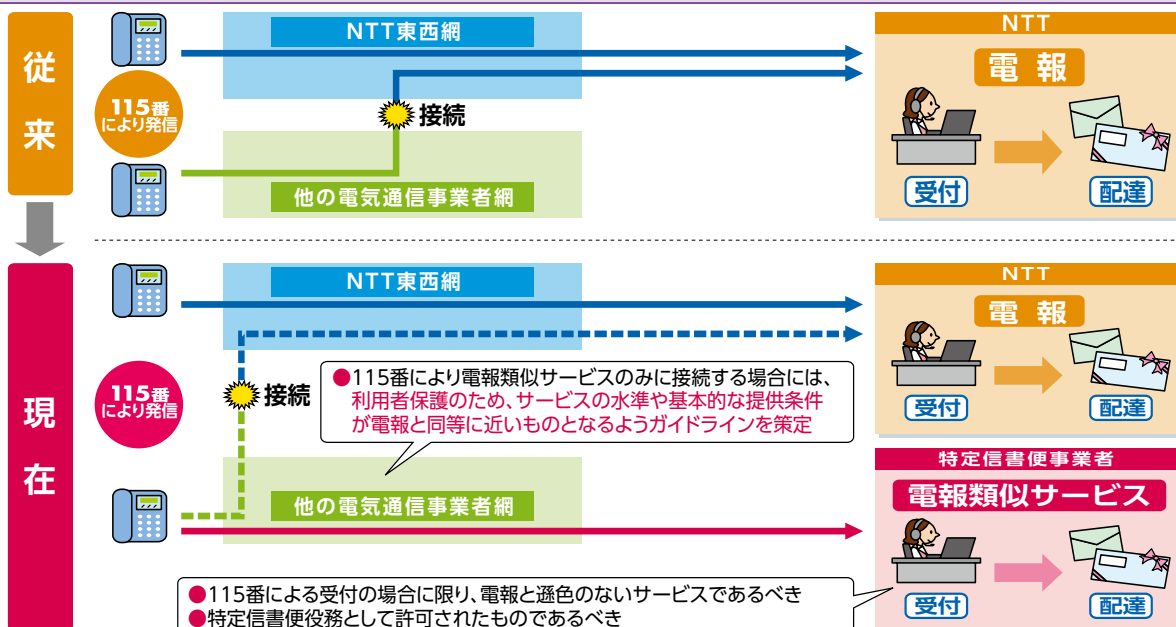 従来
115番
により発信
NTT東西網
接続
他の電気通信事業者網
NTT
電報
受付
配達
現在
115番
により発信
NTT東西網
接続
●115番により電報類似サービスのみに接続する場合には、
利用者保護のため、サービスの水準や基本的な提供条件
が電報と同等に近いものとなるようガイドラインを策定
他の電気通信事業者網
NTT
電報
受付
配達
特定信書便事業者
電報類似サービス
受付
配達
●115番による受付の場合に限り、電報と遜色のないサービスであるべき
●特定信書便役務として許可されたものであるべき